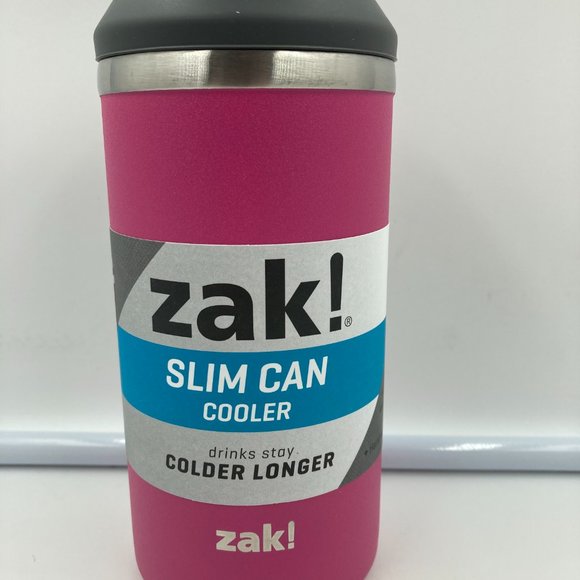 zak!®
SLIM CAN
COOLER
drinks stay
COLDER LONGER
zak!